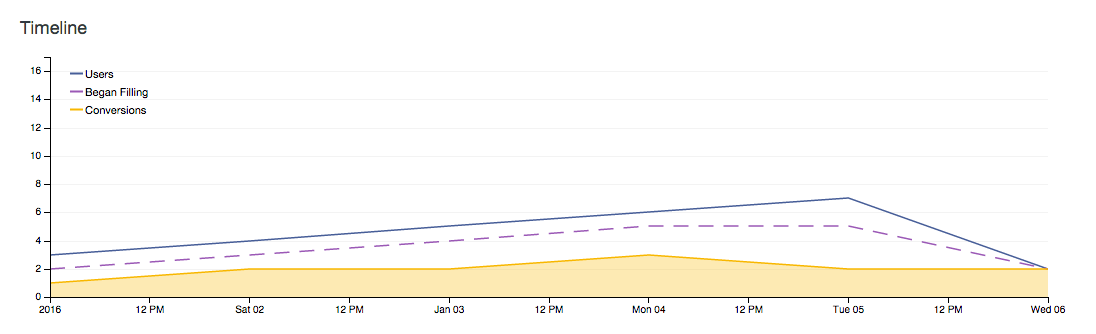 Timeline
16
Users
Began Filling
14
Conversions
12
10
8
6
4
2
0
2016 12 PM Sat 02 12 PM Jan 03 12 PM Mon 04 12 PM Tue 05 12 PM Wed 06